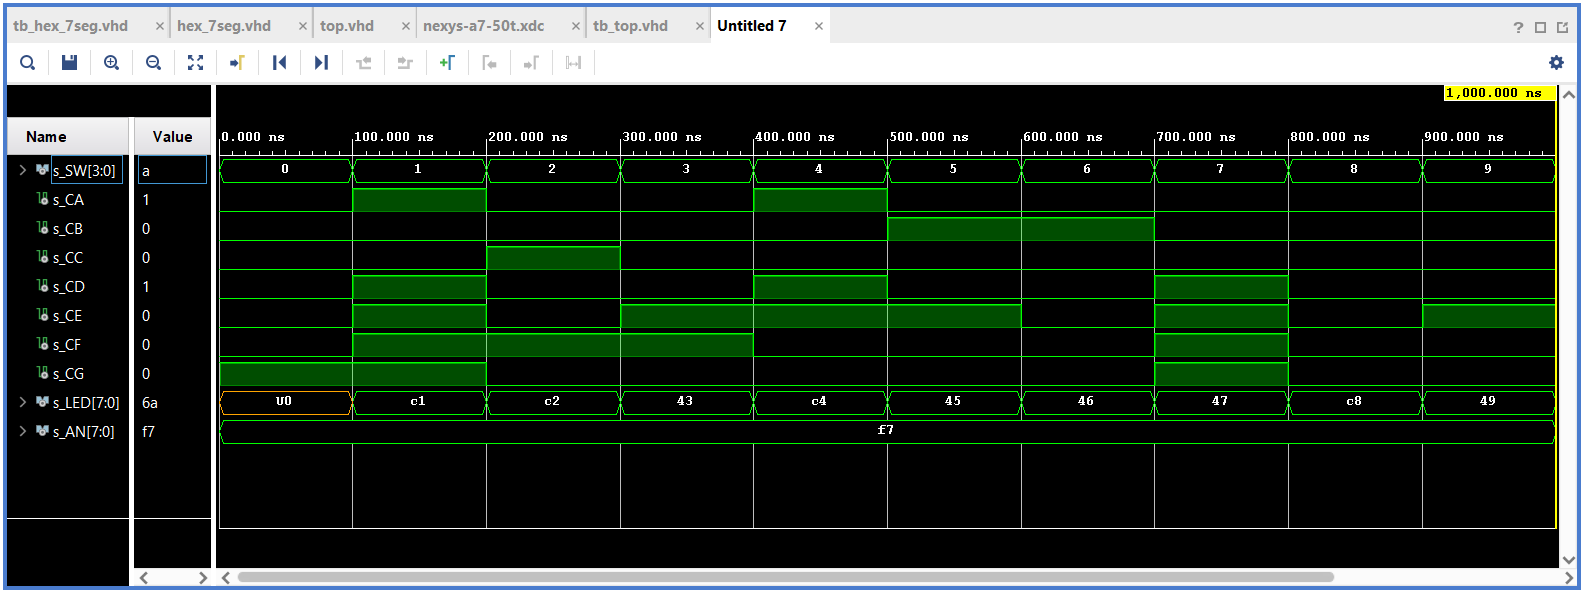 tb_hex_7seg.vhd × hex_7seg.vhd × top.vhd × nexys-a7-50t.xdc × tb_top.vhd × Untitled 7 ×
?
1,000.000 ns
Name Value 0.000 ns 100.000 ns 200.000 ns 300.000 ns 400.000 ns 500.000 ns 600.000 ns 700.000 ns 800.000 ns 900.000 ns
s_SW[3:0] a 0 1 2 3 4 5 6 7 8 9
s_CA 1
s_CB 0
s_CC 0
s_CD 1
s_CE 0
s_CF 0
s_CG 0
s_LED[7:0] 6a U0 c1 c2 43 c4 45 46 47 c8 49
s_AN[7:0] f7 f7